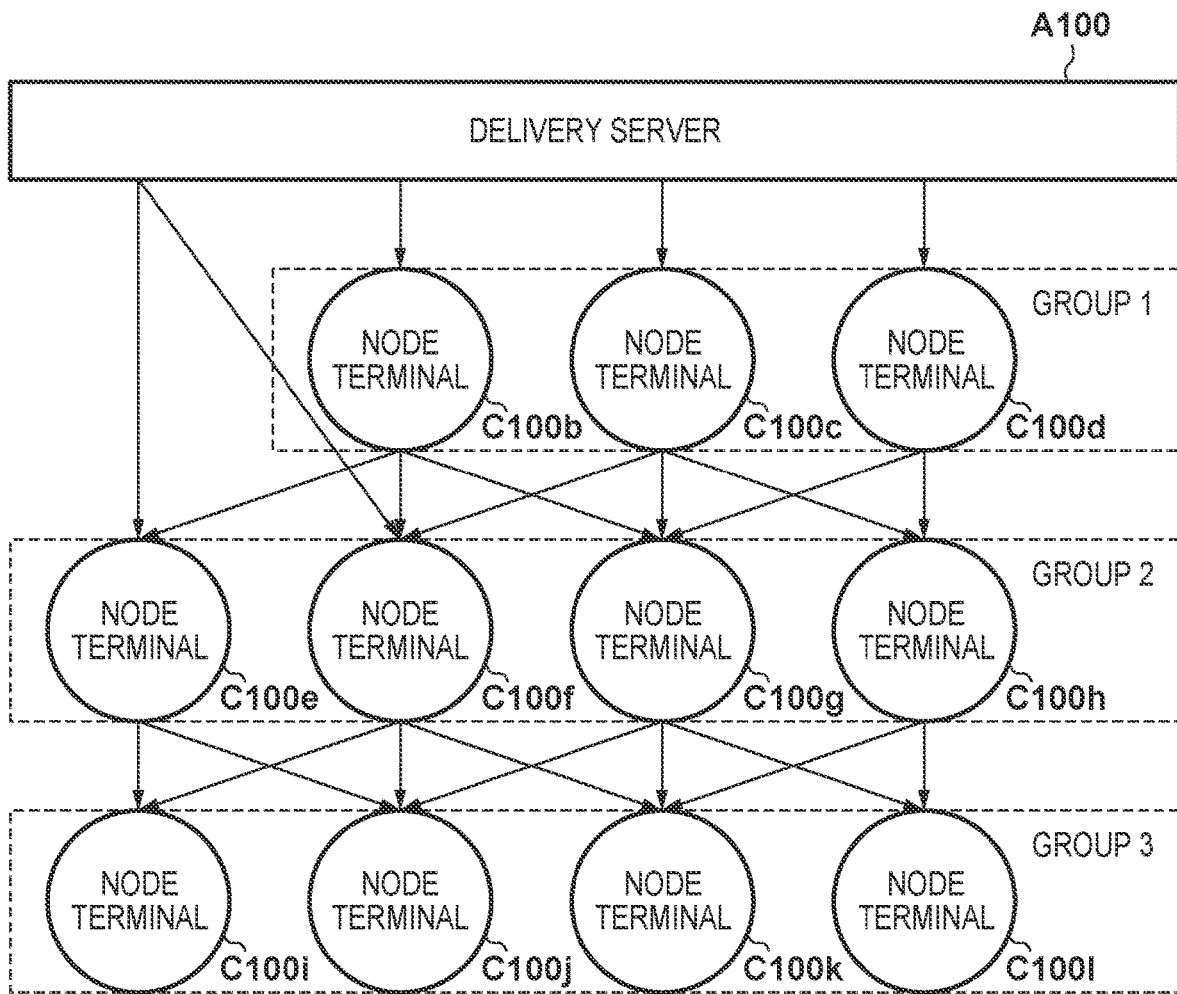 A100
DELIVERY SERVER
GROUP 1
NODE
TERMINAL
NODE
TERMINAL
NODE
TERMINAL
C100b
C100c
C100d
GROUP 2
NODE
TERMINAL
NODE
TERMINAL
NODE
TERMINAL
NODE
TERMINAL
C100e
C100f
C100g
C100h
GROUP 3
NODE
TERMINAL
NODE
TERMINAL
NODE
TERMINAL
NODE
TERMINAL
C100i
C100j
C100k
C100l